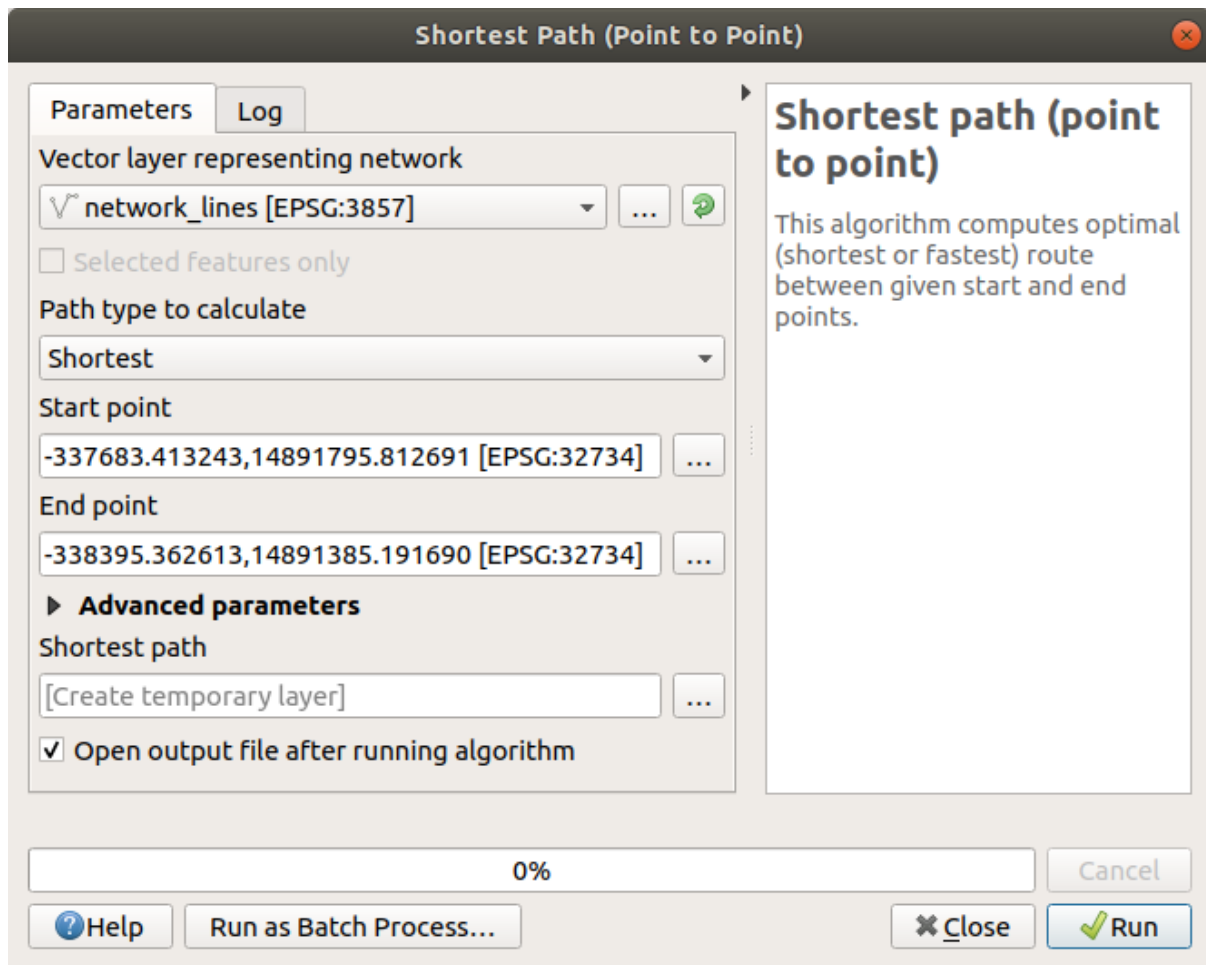 Shortest Path (Point to Point)
Parameters
Log
Vector layer representing network
network_lines [EPSG:3857]
...
Selected features only
Path type to calculate
Shortest
Start point
-337683.413243,14891795.812691 [EPSG:32734]
...
End point
-338395.362613,14891385.191690 [EPSG:32734]
...
Advanced parameters
Shortest path
[Create temporary layer]
...
Open output file after running algorithm
Shortest path (point
to point)
This algorithm computes optimal
(shortest or fastest) route
between given start and end
points.
0%
Cancel
Help
Run as Batch Process...
Close
Run